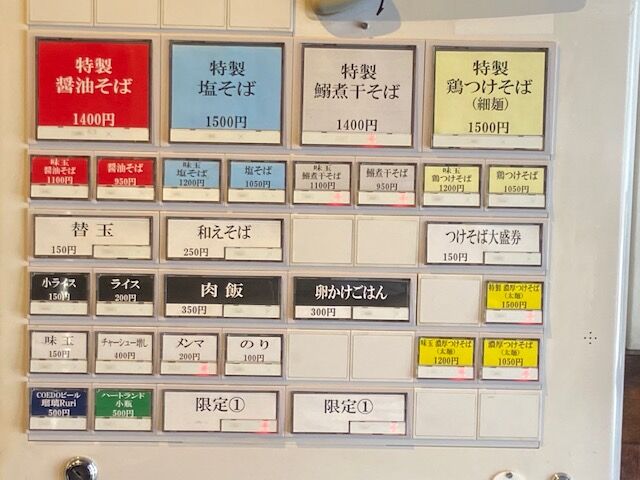 特製
醤油そば
1400円
特製
塩そば
1500円
特製
鰯煮干そば
1400円
特製
鶏つけそば
(細麺)
1500円
味玉
醤油そば
1100円
醤油そば
950円
味玉
塩そば
1200円
塩そば
1050円
味玉
鰯煮干そば
1100円
鰯煮干そば
950円
味玉
鶏つけそば
1200円
鶏つけそば
1050円
替玉
150円
和えそば
250円
つけそば大盛券
150円
小ライス
150円
ライス
200円
肉飯
350円
卵かけごはん
300円
特製 濃厚つけそば
(太麺)
1500円
味玉
150円
チャーシュー増し
400円
メンマ
200円
のり
100円
味玉 濃厚つけそば
(太麺)
1200円
濃厚つけそば
(太麺)
1050円
COEDOビール
瑠璃Ruri
500円
ハートランド
小瓶
500円
限定①
限定①